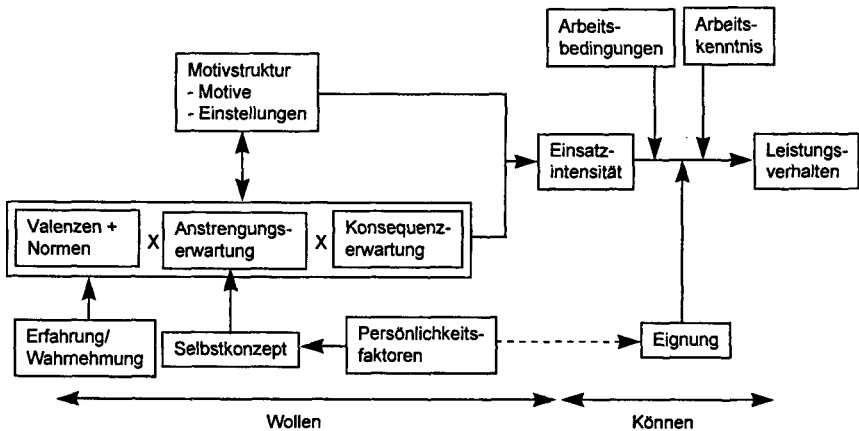 Arbeits-
bedingungen
Arbeits-
kenntnis
Motivstruktur
- Motive
- Einstellungen
Einsatz-
intensität
Leistungs-
verhalten
Valenzen +
Normen
X
Anstrengungs-
erwartung
X
Konsequenz-
erwartung
Erfahrung/
Wahrnehmung
Selbstkonzept
Persönlichkeits-
faktoren
Eignung
Wollen
Können